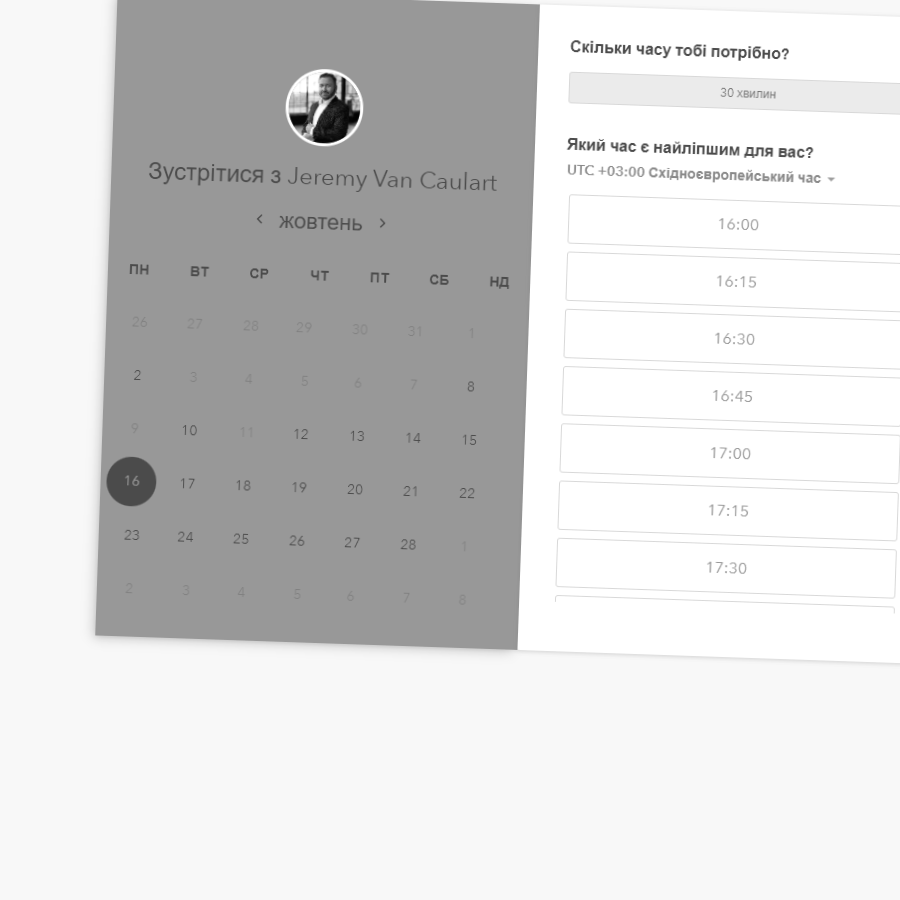 Зустрітися з Jeremy Van Caulart
‹ жовтень ›
ПН ВТ СР ЧТ ПТ СБ НД
26 27 28 29 30 31 1
2 3 4 5 6 7 8
9 10 11 12 13 14 15
16 17 18 19 20 21 22
23 24 25 26 27 28 1
2 3 4 5 6 7 8
Скільки часу тобі потрібно?
30 хвилин
Який час є найліпшим для вас?
UTC +03:00 Східноєвропейський час
16:00
16:15
16:30
16:45
17:00
17:15
17:30